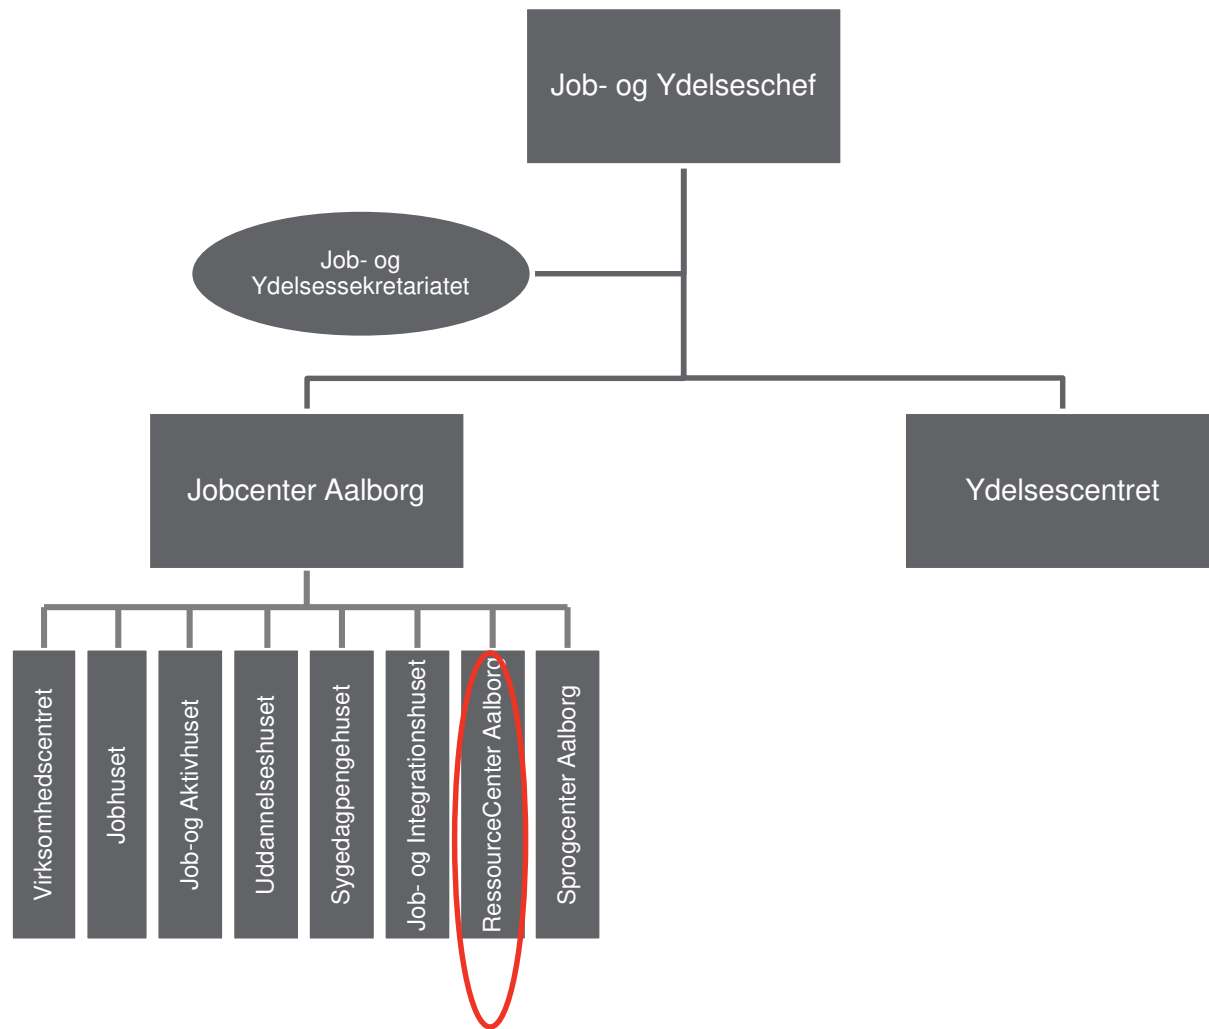 Job- og Ydelseschef
Job- og
Ydelsessekretariatet
Jobcenter Aalborg
Ydelsescentret
Virksomhedscentret
Jobhuset
Job-og Aktivhuset
Uddannelseshuset
Sygedagpengehuset
Job- og Integrationshuset
RessourceCenter Aalborg
Sprogcenter Aalborg